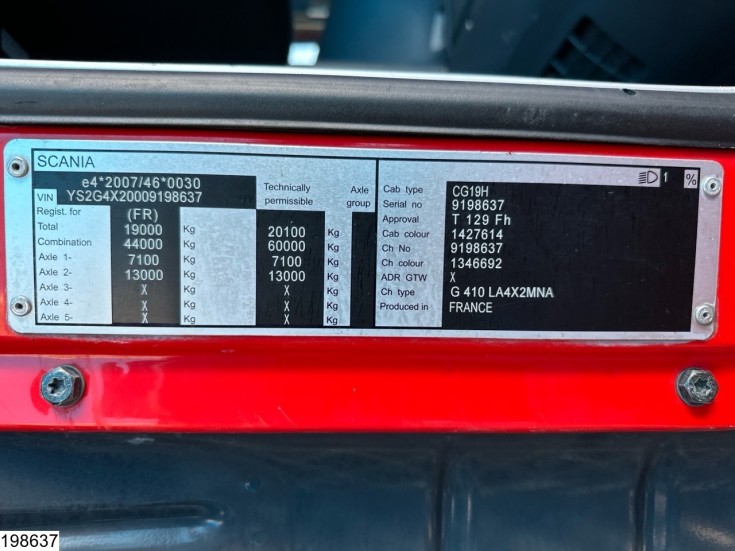 SCANIA
e4*2007/46*0030
VIN YS2G4X20009198637
Technically permissible Axle group
Regist. for (FR)
Total 19000 Kg 20100 Kg
Combination 44000 Kg 60000 Kg
Axle 1- 7100 Kg 7100 Kg
Axle 2- 13000 Kg 13000 Kg
Axle 3- X Kg X Kg
Axle 4- X Kg X Kg
Axle 5- X Kg X Kg
1 %
Cab type CG19H
Serial no 9198637
Approval T 129 Fh
Cab colour 1427614
Ch No 9198637
Ch colour 1346692
ADR GTW X
Ch type G 410 LA4X2MNA
Produced in FRANCE
198637